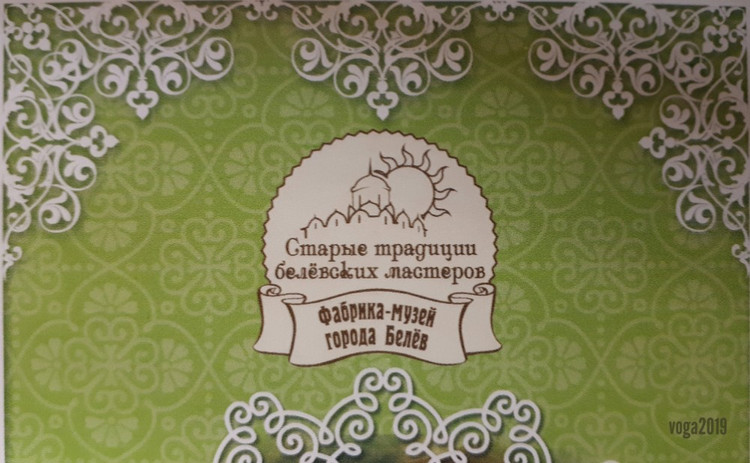 Старые традиции
белёвских мастеров
Фабрика-музей
города Белёв
voga2019